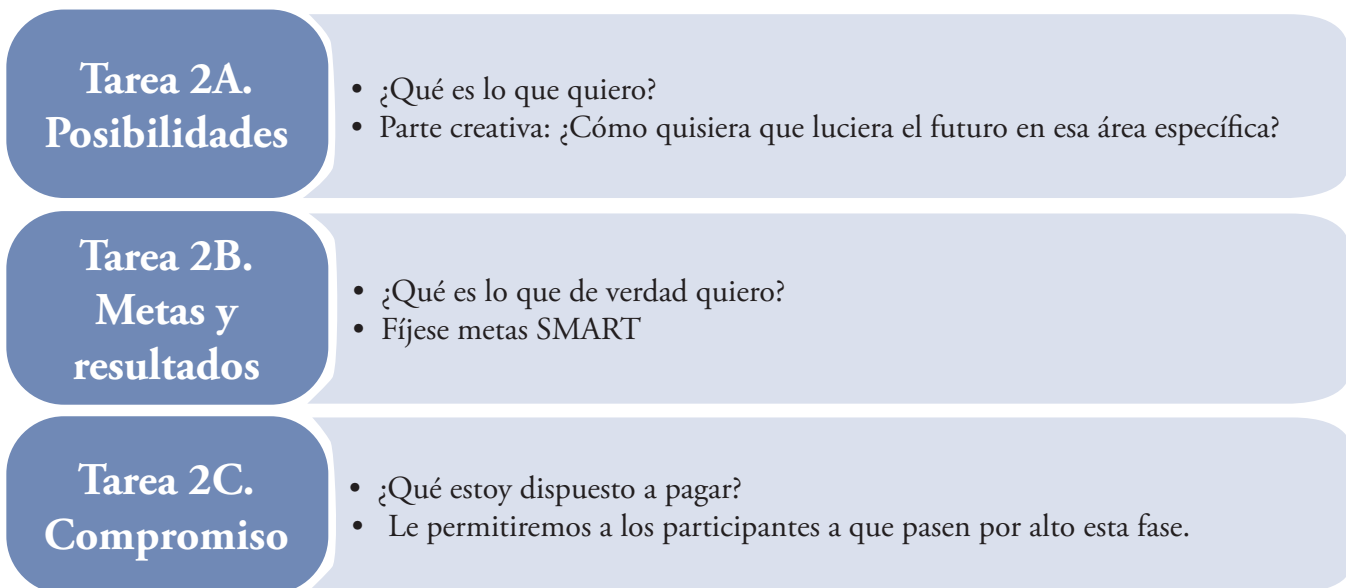 Tarea 2A.
Posibilidades
• ¿Qué es lo que quiero?
• Parte creativa: ¿Cómo quisiera que luciera el futuro en esa área específica?
Tarea 2B.
Metas y
resultados
• ¿Qué es lo que de verdad quiero?
• Fíjese metas SMART
Tarea 2C.
Compromiso
• ¿Qué estoy dispuesto a pagar?
• Le permitiremos a los participantes a que pasen por alto esta fase.